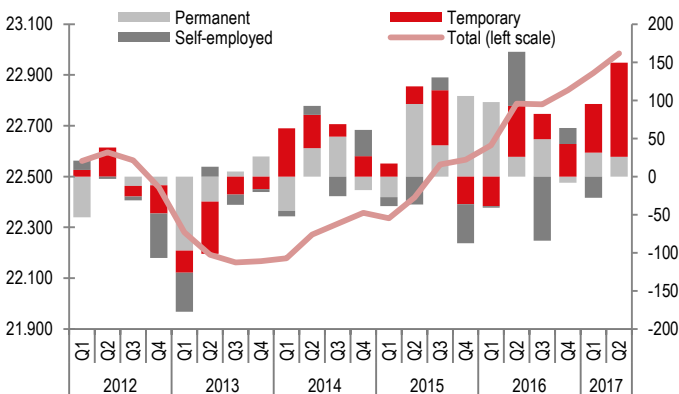 Permanent
Temporary
Self-employed
Total (left scale)
23.100
22.900
22.700
22.500
22.300
22.100
21.900
200
150
100
50
0
-50
-100
-150
-200
Q1 Q2 Q3 Q4 Q1 Q2 Q3 Q4 Q1 Q2 Q3 Q4 Q1 Q2 Q3 Q4 Q1 Q2 Q3 Q4 Q1 Q2
2012 2013 2014 2015 2016 2017